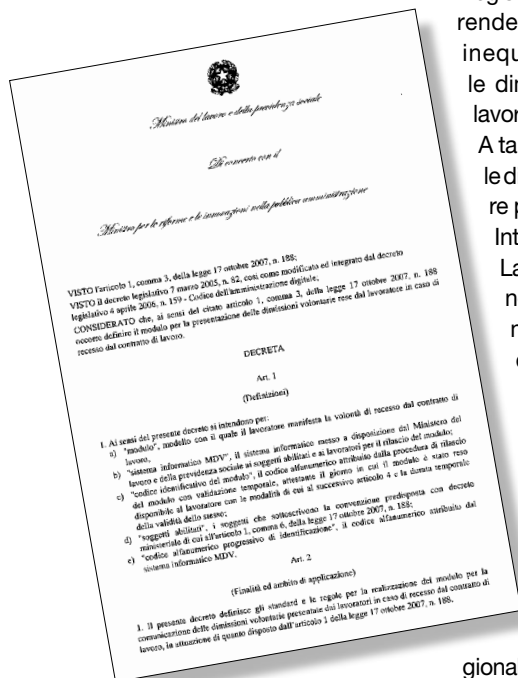 Ministro del lavoro e della previdenza sociale
Di concerto con il
Ministro per le riforme e le innovazioni nella pubblica amministrazione
VISTO l'articolo 1, comma 3, della legge 17 ottobre 2007, n. 188;
VISTO il decreto legislativo 7 marzo 2005, n. 82, così come modificato ed integrato dal decreto
legislativo 4 aprile 2006, n. 159 - Codice dell'amministrazione digitale;
CONSIDERATO che, ai sensi del citato articolo 1, comma 3, della legge 17 ottobre 2007, n. 188
occorre definire il modulo per la presentazione delle dimissioni volontarie rese dal lavoratore in caso di
recesso dal contratto di lavoro.
DECRETA
Art. 1
(Definizioni)
1. Ai sensi del presente decreto si intendono per:
a) "modulo", modello con il quale il lavoratore manifesta la volontà di recesso dal contratto di
lavoro,
b) "sistema informatico MDV", il sistema informatico messo a disposizione dal Ministero del
lavoro e della previdenza sociale ai soggetti abilitati e ai lavoratori per il rilascio del modulo;
c) "codice identificativo del modulo", il codice alfanumerico attribuito dalla procedura di rilascio
del modulo con validazione temporale, attestante il giorno in cui il modulo è stato reso
disponibile al lavoratore con le modalità di cui al successivo articolo 4 e la durata temporale
della validità dello stesso;
d) "soggetti abilitati", i soggetti che sottoscrivono la convenzione predisposta con decreto
ministeriale di cui all'articolo 1, comma 6, della legge 17 ottobre 2007, n. 188;
e) "codice alfanumerico progressivo di identificazione", il codice alfanumerico attribuito dal
sistema informatico MDV.
Art. 2
(Finalità ed ambito di applicazione)
1. Il presente decreto definisce gli standard e le regole per la realizzazione del modulo per la
comunicazione delle dimissioni volontarie presentate dai lavoratori in caso di recesso dal contratto di
lavoro, in attuazione di quanto disposto dall'articolo 1 della legge 17 ottobre 2007, n. 188.
rende
inequ
le dim
lavor
A ta
le d
re p
Int
La
n
n
giona